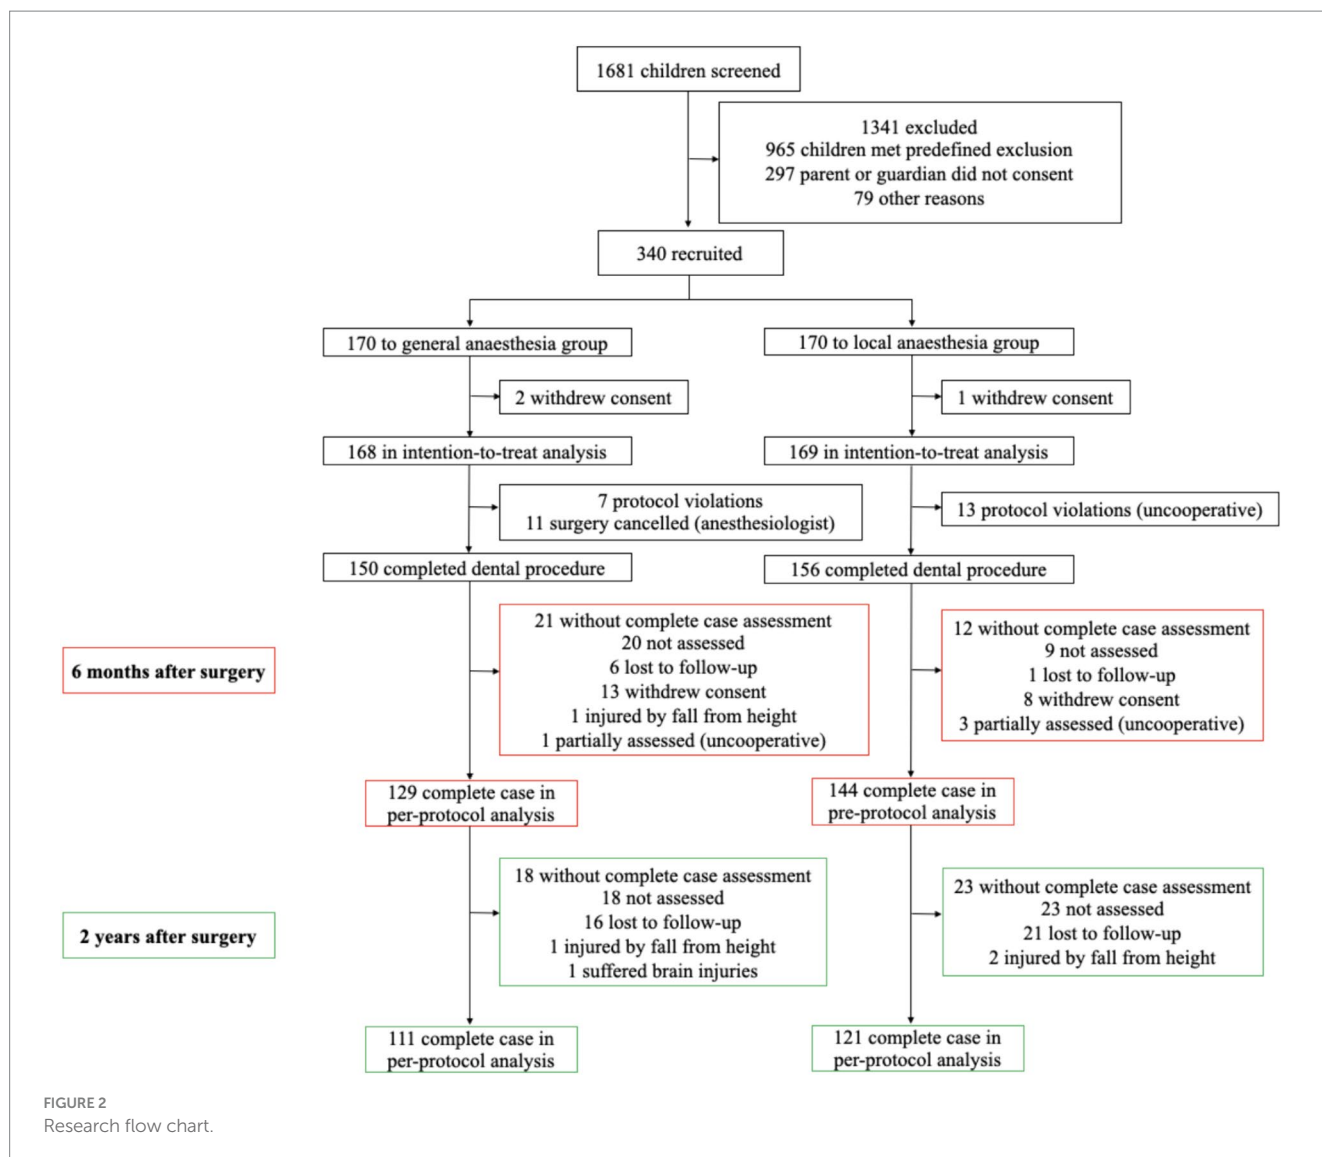 1681 children screened
1341 excluded
965 children met predefined exclusion
297 parent or guardian did not consent
79 other reasons
340 recruited
170 to general anaesthesia group
170 to local anaesthesia group
2 withdrew consent
1 withdrew consent
168 in intention-to-treat analysis
169 in intention-to-treat analysis
7 protocol violations
11 surgery cancelled (anesthesiologist)
13 protocol violations (uncooperative)
150 completed dental procedure
156 completed dental procedure
6 months after surgery
21 without complete case assessment
20 not assessed
6 lost to follow-up
13 withdrew consent
1 injured by fall from height
1 partially assessed (uncooperative)
12 without complete case assessment
9 not assessed
1 lost to follow-up
8 withdrew consent
3 partially assessed (uncooperative)
129 complete case in
per-protocol analysis
144 complete case in
pre-protocol analysis
2 years after surgery
18 without complete case assessment
18 not assessed
16 lost to follow-up
1 injured by fall from height
1 suffered brain injuries
23 without complete case assessment
23 not assessed
21 lost to follow-up
2 injured by fall from height
111 complete case in
per-protocol analysis
121 complete case in
per-protocol analysis
FIGURE 2
Research flow chart.